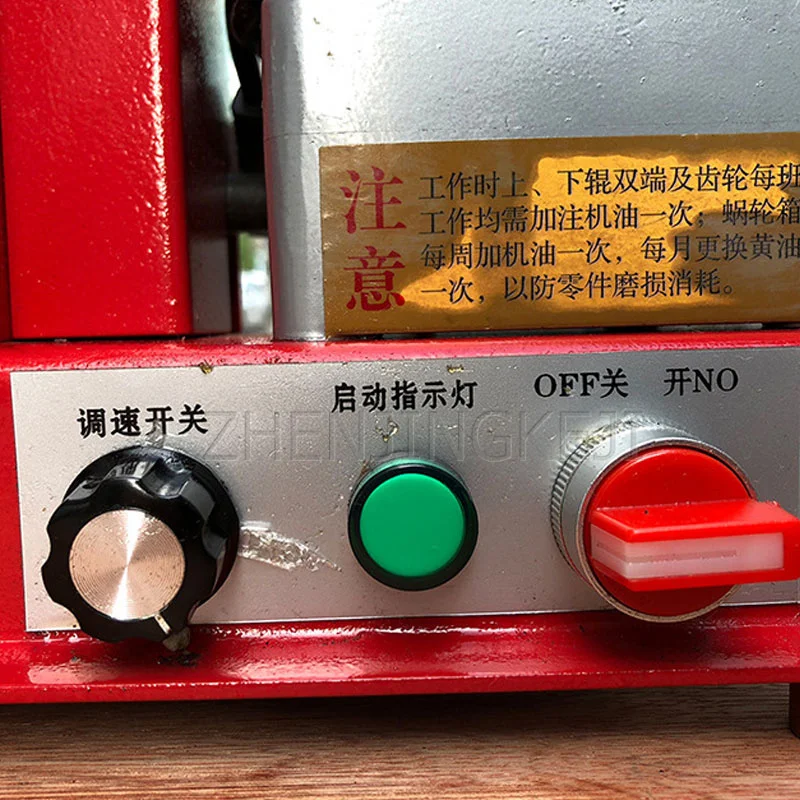 注意
工作时上、下辊双端及齿轮每班
工作均需加注机油一次；蜗轮箱
每周加机油一次，每月更换黄油
一次，以防零件磨损消耗。
调速开关
启动指示灯
OFF关 开NO
ZHENJINGKEJI